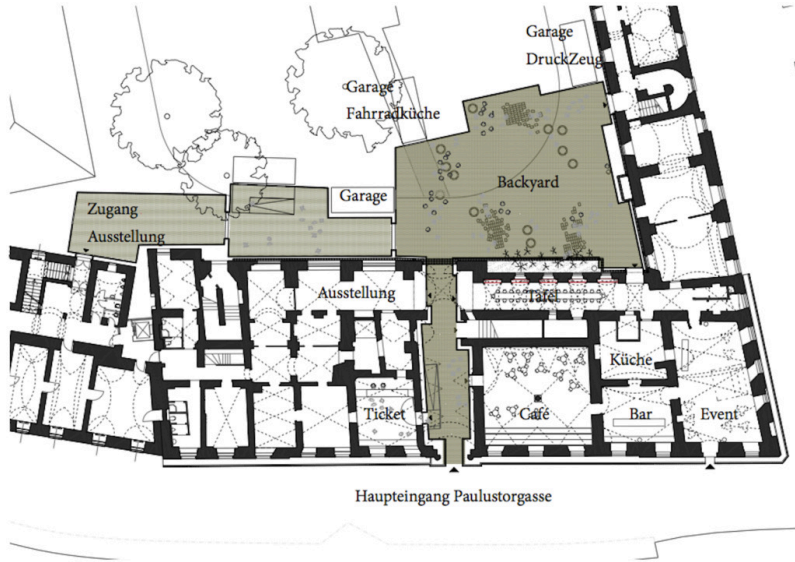 Garage
DruckZeug
Garage
Fahrradküche
Garage
Backyard
Zugang
Ausstellung
Ausstellung
Tafel
Küche
Ticket
Café
Bar
Event
Haupteingang Paulustorgasse